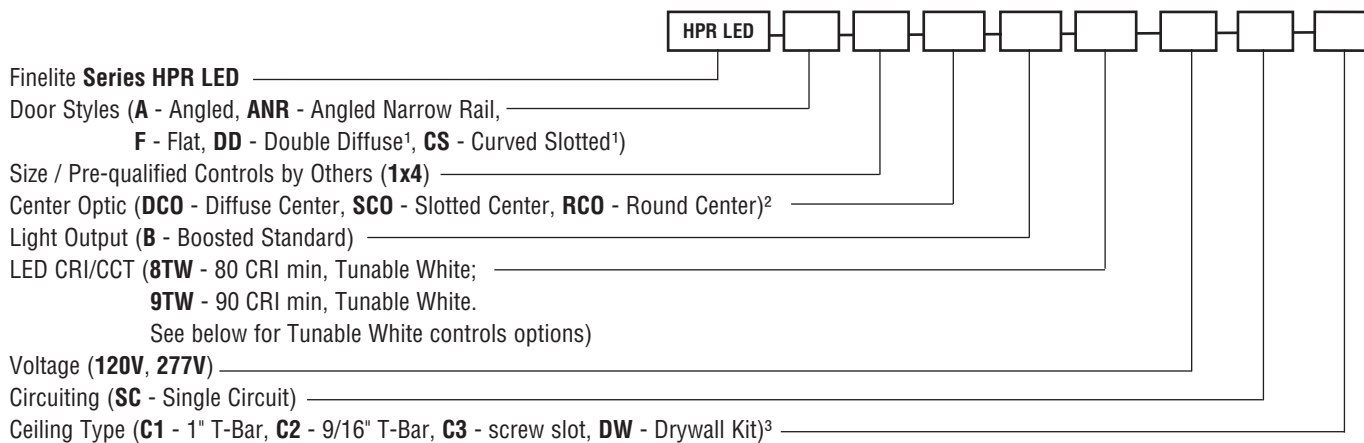 HPR LED
Finelite Series HPR LED
Door Styles (A - Angled, ANR - Angled Narrow Rail,
F - Flat, DD - Double Diffuse¹, CS - Curved Slotted¹)
Size / Pre-qualified Controls by Others (1x4)
Center Optic (DCO - Diffuse Center, SCO - Slotted Center, RCO - Round Center)²
Light Output (B - Boosted Standard)
LED CRI/CCT (8TW - 80 CRI min, Tunable White;
9TW - 90 CRI min, Tunable White.
See below for Tunable White controls options)
Voltage (120V, 277V)
Circuiting (SC - Single Circuit)
Ceiling Type (C1 - 1" T-Bar, C2 - 9/16" T-Bar, C3 - screw slot, DW - Drywall Kit)³